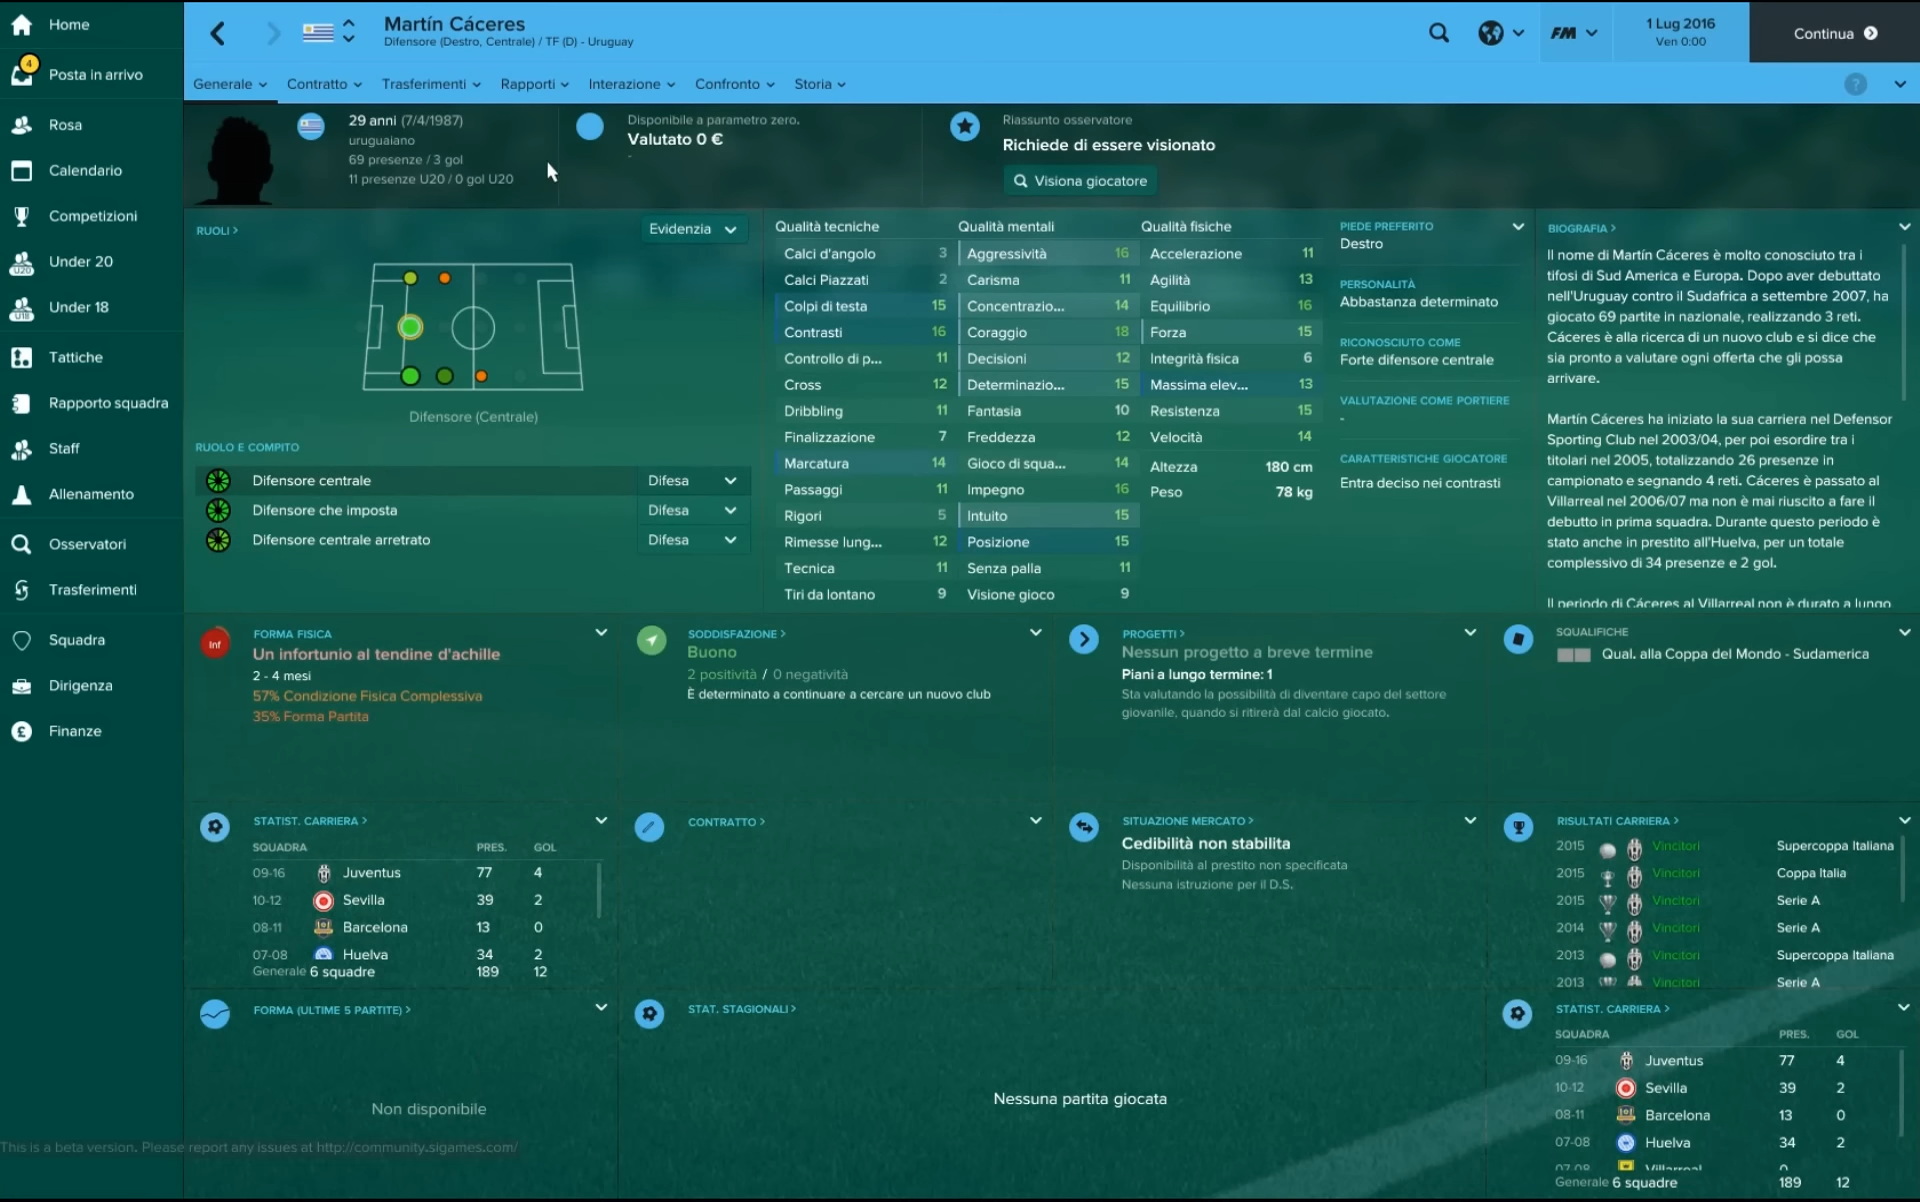 Home
4
Posta in arrivo
Rosa
Calendario
Competizioni
U20
Under 20
U18
Under 18
Tattiche
Rapporto squadra
Staff
Allenamento
Osservatori
Trasferimenti
Squadra
Dirigenza
£
Finanze
Martín Cáceres
Difensore (Destro, Centrale) / TF (D) - Uruguay
FM
1 Lug 2016
Ven 0:00
Continua
Generale
Contratto
Trasferimenti
Rapporti
Interazione
Confronto
Storia
?
29 anni (7/4/1987)
uruguaiano
69 presenze / 3 gol
11 presenze U20 / 0 gol U20
Disponibile a parametro zero.
Valutato 0 €
-
Riassunto osservatore
Richiede di essere visionato
Visiona giocatore
RUOLI >
Evidenzia
Difensore (Centrale)
RUOLO E COMPITO
Difensore centrale Difesa
Difensore che imposta Difesa
Difensore centrale arretrato Difesa
Qualità tecniche
Calci d'angolo 3
Calci Piazzati 2
Colpi di testa 15
Contrasti 16
Controllo di p... 11
Cross 12
Dribbling 11
Finalizzazione 7
Marcatura 14
Passaggi 11
Rigori 5
Rimesse lung... 12
Tecnica 11
Tiri da lontano 9
Qualità mentali
Aggressività 16
Carisma 11
Concentrazio... 14
Coraggio 18
Decisioni 12
Determinazio... 15
Fantasia 10
Freddezza 12
Gioco di squa... 14
Impegno 16
Intuito 15
Posizione 15
Senza palla 11
Visione gioco 9
Qualità fisiche
Accelerazione 11
Agilità 13
Equilibrio 16
Forza 15
Integrità fisica 6
Massima elev... 13
Resistenza 15
Velocità 14
Altezza 180 cm
Peso 78 kg
PIEDE PREFERITO
Destro
PERSONALITÀ
Abbastanza determinato
RICONOSCIUTO COME
Forte difensore centrale
VALUTAZIONE COME PORTIERE
-
CARATTERISTICHE GIOCATORE
Entra deciso nei contrasti
BIOGRAFIA >
Il nome di Martín Cáceres è molto conosciuto tra i
tifosi di Sud America e Europa. Dopo aver debuttato
nell'Uruguay contro il Sudafrica a settembre 2007, ha
giocato 69 partite in nazionale, realizzando 3 reti.
Cáceres è alla ricerca di un nuovo club e si dice che
sia pronto a valutare ogni offerta che gli possa
arrivare.
Martín Cáceres ha iniziato la sua carriera nel Defensor
Sporting Club nel 2003/04, per poi esordire tra i
titolari nel 2005, totalizzando 26 presenze in
campionato e segnando 4 reti. Cáceres è passato al
Villarreal nel 2006/07 ma non è mai riuscito a fare il
debutto in prima squadra. Durante questo periodo è
stato anche in prestito all'Huelva, per un totale
complessivo di 34 presenze e 2 gol.
Il periodo di Cáceres al Villarreal non è durato a lungo
Inf
FORMA FISICA
Un infortunio al tendine d'achille
2 - 4 mesi
57% Condizione Fisica Complessiva
35% Forma Partita
SODDISFAZIONE >
Buono
2 positività / 0 negatività
È determinato a continuare a cercare un nuovo club
PROGETTI >
Nessun progetto a breve termine
Piani a lungo termine: 1
Sta valutando la possibilità di diventare capo del settore
giovanile, quando si ritirerà dal calcio giocato.
SQUALIFICHE
Qual. alla Coppa del Mondo - Sudamerica
STATIST. CARRIERA >
SQUADRA PRES. GOL
09-16 Juventus 77 4
10-12 Sevilla 39 2
08-11 Barcelona 13 0
07-08 Huelva 34 2
Generale 6 squadre 189 12
CONTRATTO >
SITUAZIONE MERCATO >
Cedibilità non stabilita
Disponibilità al prestito non specificata
Nessuna istruzione per il D.S.
RISULTATI CARRIERA >
2015 Vincitori Supercoppa Italiana
2015 Vincitori Coppa Italia
2015 Vincitori Serie A
2014 Vincitori Serie A
2013 Vincitori Supercoppa Italiana
2013 Vincitori Serie A
FORMA (ULTIME 5 PARTITE) >
Non disponibile
STAT. STAGIONALI >
Nessuna partita giocata
STATIST. CARRIERA >
SQUADRA PRES. GOL
09-16 Juventus 77 4
10-12 Sevilla 39 2
08-11 Barcelona 13 0
07-08 Huelva 34 2
07-08 Villarreal 0
Generale 6 squadre 189 12
This is a beta version. Please report any issues at http://community.sigames.com/